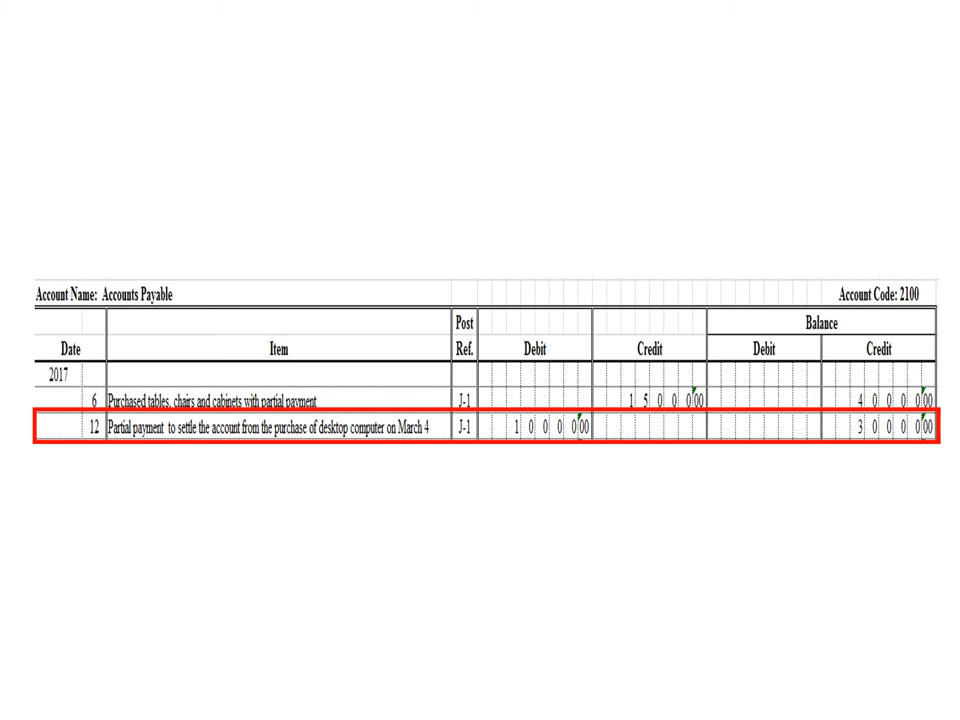 Account Name: Accounts Payable Account Code: 2100
Post Balance
Date Item Ref. Debit Credit Debit Credit
2017
6 Purchased tables, chairs and cabinets with partial payment J-1 1 5 0 0 0 00 4 0 0 0 0 00
12 Partial payment to settle the account from the purchase of desktop computer on March 4 J-1 1 0 0 0 0 00 3 0 0 0 0 00